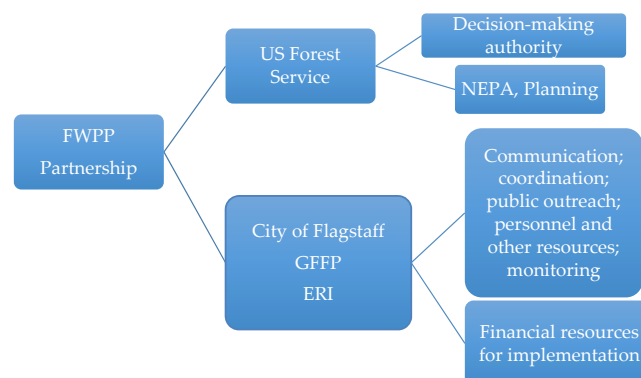 FWPP
Partnership
US Forest
Service
Decision-making
authority
NEPA, Planning
City of Flagstaff
GFFP
ERI
Communication;
coordination;
public outreach;
personnel and
other resources;
monitoring
Financial resources
for implementation